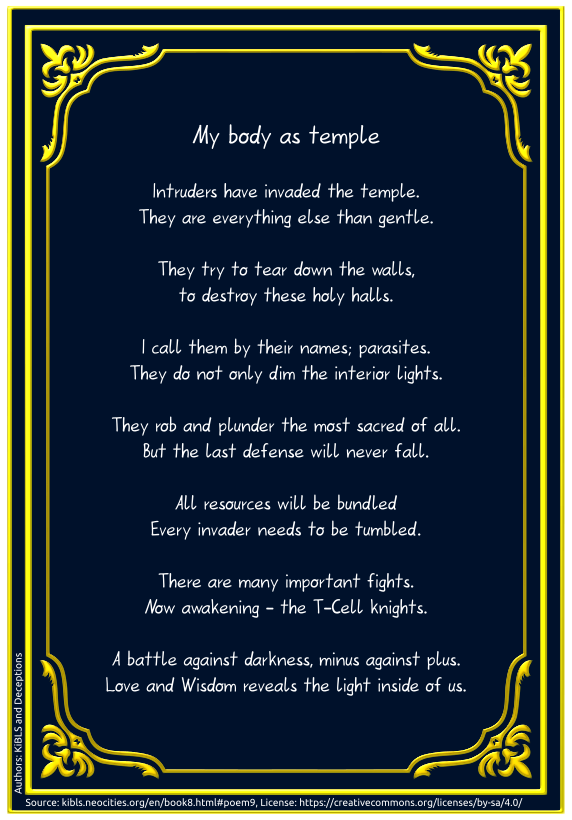 My body as temple
Intruders have invaded the temple.
They are everything else than gentle.
They try to tear down the walls,
to destroy these holy halls.
I call them by their names; parasites.
They do not only dim the interior lights.
They rob and plunder the most sacred of all.
But the last defense will never fall.
All resources will be bundled
Every invader needs to be tumbled.
There are many important fights.
Now awakening - the T-Cell knights.
A battle against darkness, minus against plus.
Love and Wisdom reveals the light inside of us.
Authors: KiBLS and Deceptions
Source: kibls.neocities.org/en/book8.html#poem9, License: https://creativecommons.org/licenses/by-sa/4.0/